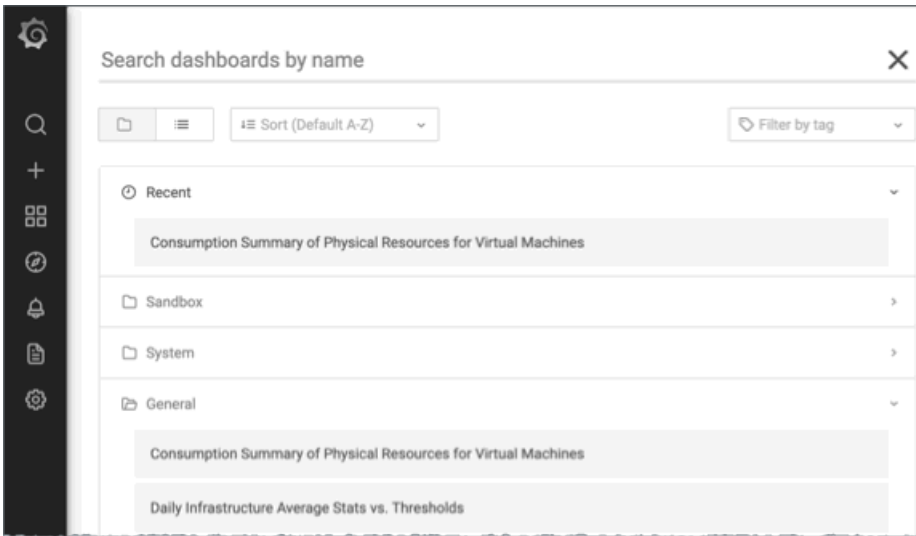 Search dashboards by name
Sort (Default A-Z)
Filter by tag
Recent
Consumption Summary of Physical Resources for Virtual Machines
Sandbox
System
General
Consumption Summary of Physical Resources for Virtual Machines
Daily Infrastructure Average Stats vs. Thresholds